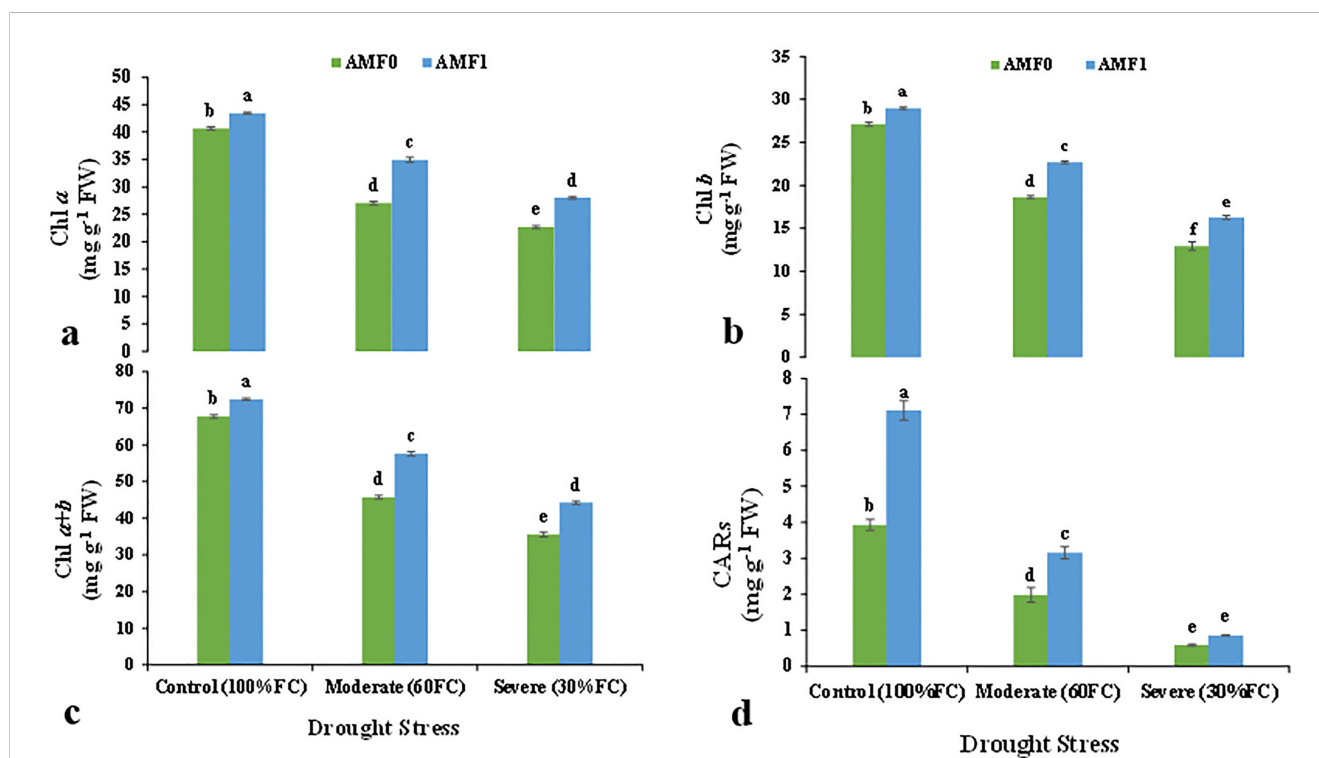 AMF0 AMF1
50
45
40
35
30
25
20
15
10
5
0
Chl a
(mg g-1 FW)
b a
d c
e d
a
AMF0 AMF1
35
30
25
20
15
10
5
0
Chl b
(mg g-1 FW)
b a
d c
f e
b
80
70
60
50
40
30
20
10
0
Chl a+b
(mg g-1 FW)
b a
d c
e d
Control (100%FC) Moderate (60FC) Severe (30%FC)
Drought Stress
c
8
7
6
5
4
3
2
1
0
CARs
(mg g-1 FW)
b a
d c
e e
Control (100%FC) Moderate (60FC) Severe (30%FC)
Drought Stress
d